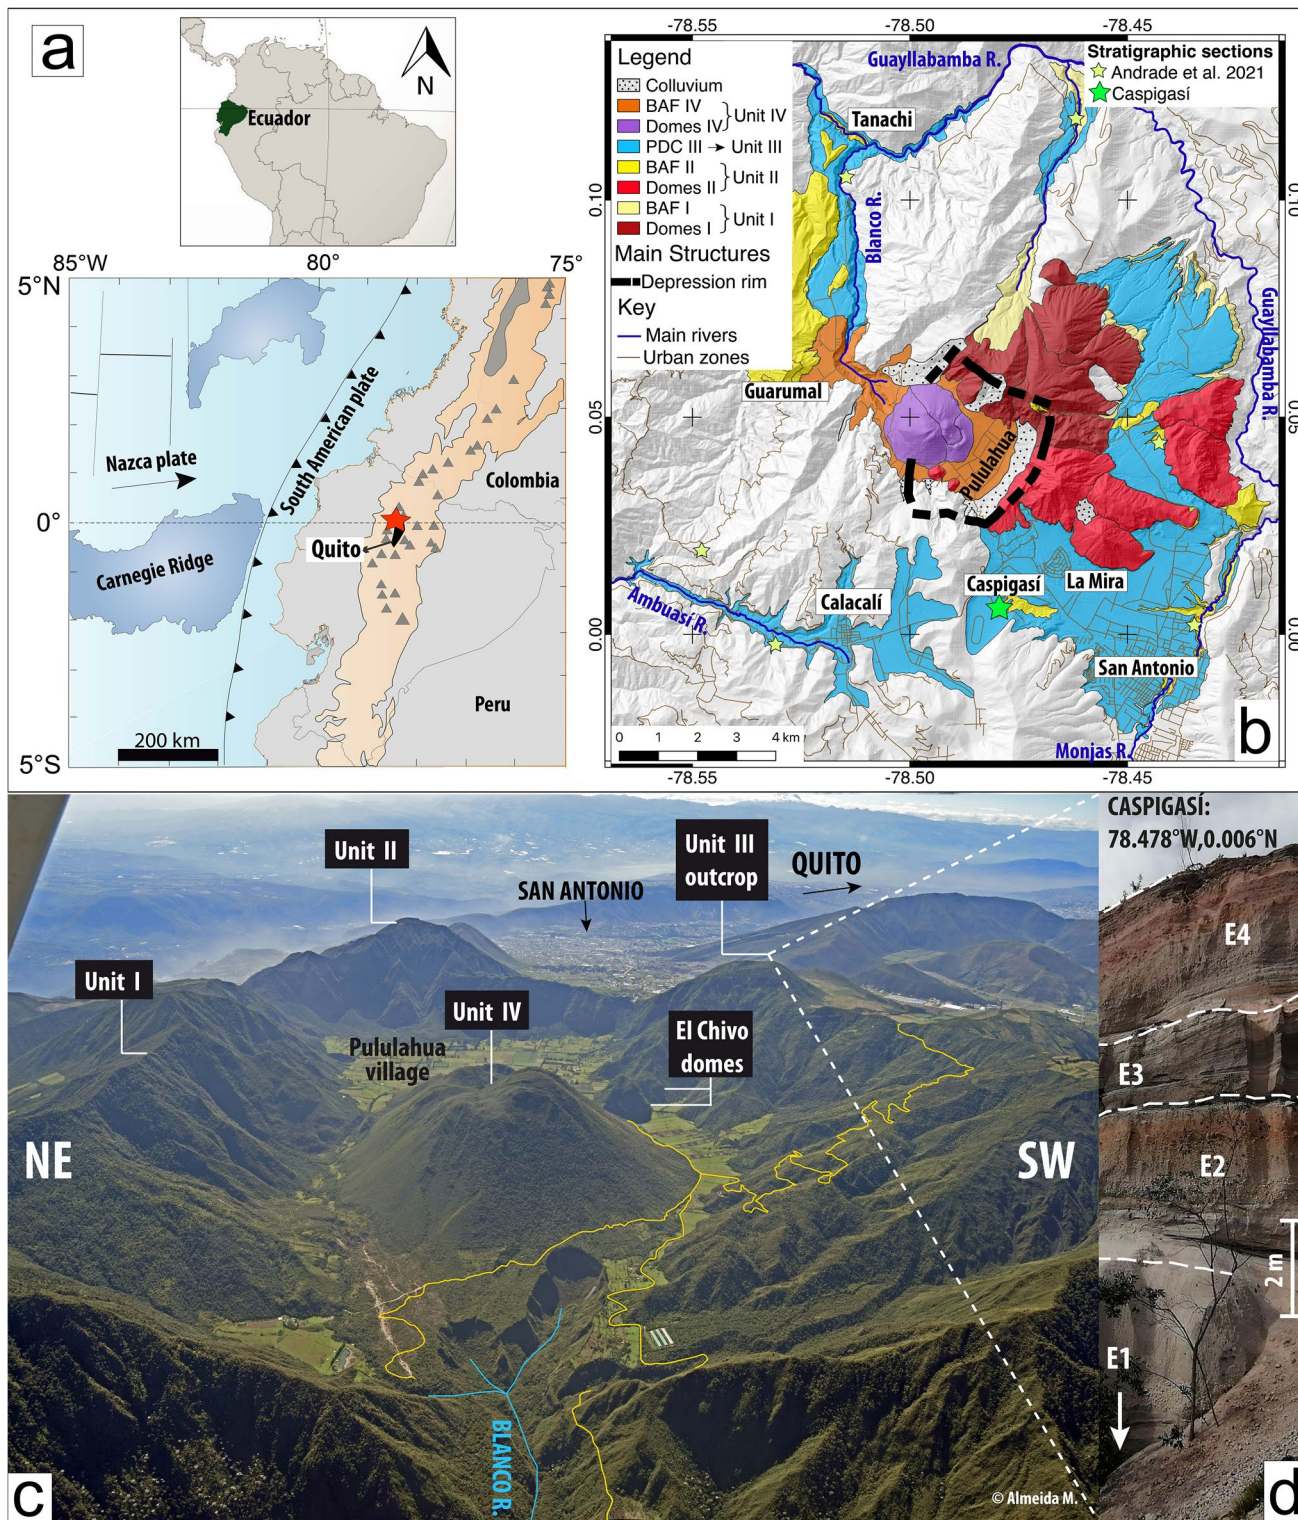 a
N
Ecuador
85°W
80°
75°
5°N
0°
5°S
Nazca plate
South American plate
Carnegie Ridge
Colombia
Quito
Peru
200 km
-78.55
-78.50
-78.45
0.10
0.05
0.00
0.10
0.05
0.00
-78.55
-78.50
-78.45
Legend
Colluvium
BAF IV
Domes IV
Unit IV
PDC III
Unit III
BAF II
Domes II
Unit II
BAF I
Domes I
Unit I
Main Structures
Depression rim
Key
Main rivers
Urban zones
Stratigraphic sections
Andrade et al. 2021
Caspigasí
Guayllabamba R.
Tanachi
Blanco R.
Guayllabamba R.
Guarumal
Pululahua
Caspigasí
La Mira
Calacalí
Ambuasí R.
San Antonio
Monjas R.
0 1 2 3 4 km
b
Unit II
SAN ANTONIO
Unit III
outcrop
QUITO
Unit I
Unit IV
Pululahua
village
El Chivo
domes
NE
SW
BLANCO R.
© Almeida M.
c
CASPIGASÍ:
78.478°W,0.006°N
E4
E3
E2
2 m
E1
d